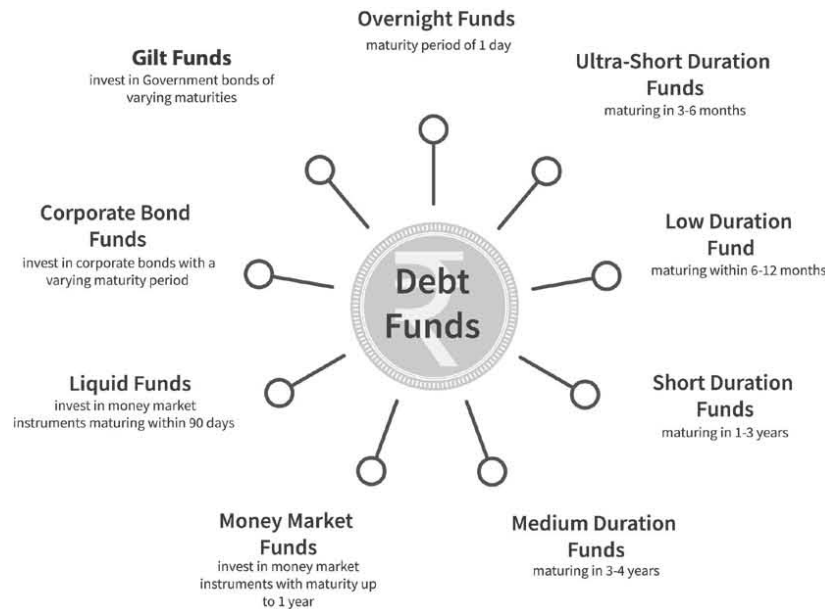 Overnight Funds
maturity period of 1 day
Gilt Funds
invest in Government bonds of
varying maturities
Ultra-Short Duration
Funds
maturing in 3-6 months
Corporate Bond
Funds
invest in corporate bonds with a
varying maturity period
Low Duration
Fund
maturing within 6-12 months
₹
Debt
Funds
Liquid Funds
invest in money market
instruments maturing within 90 days
Short Duration
Funds
maturing in 1-3 years
Money Market
Funds
invest in money market
instruments with maturity up
to 1 year
Medium Duration
Funds
maturing in 3-4 years